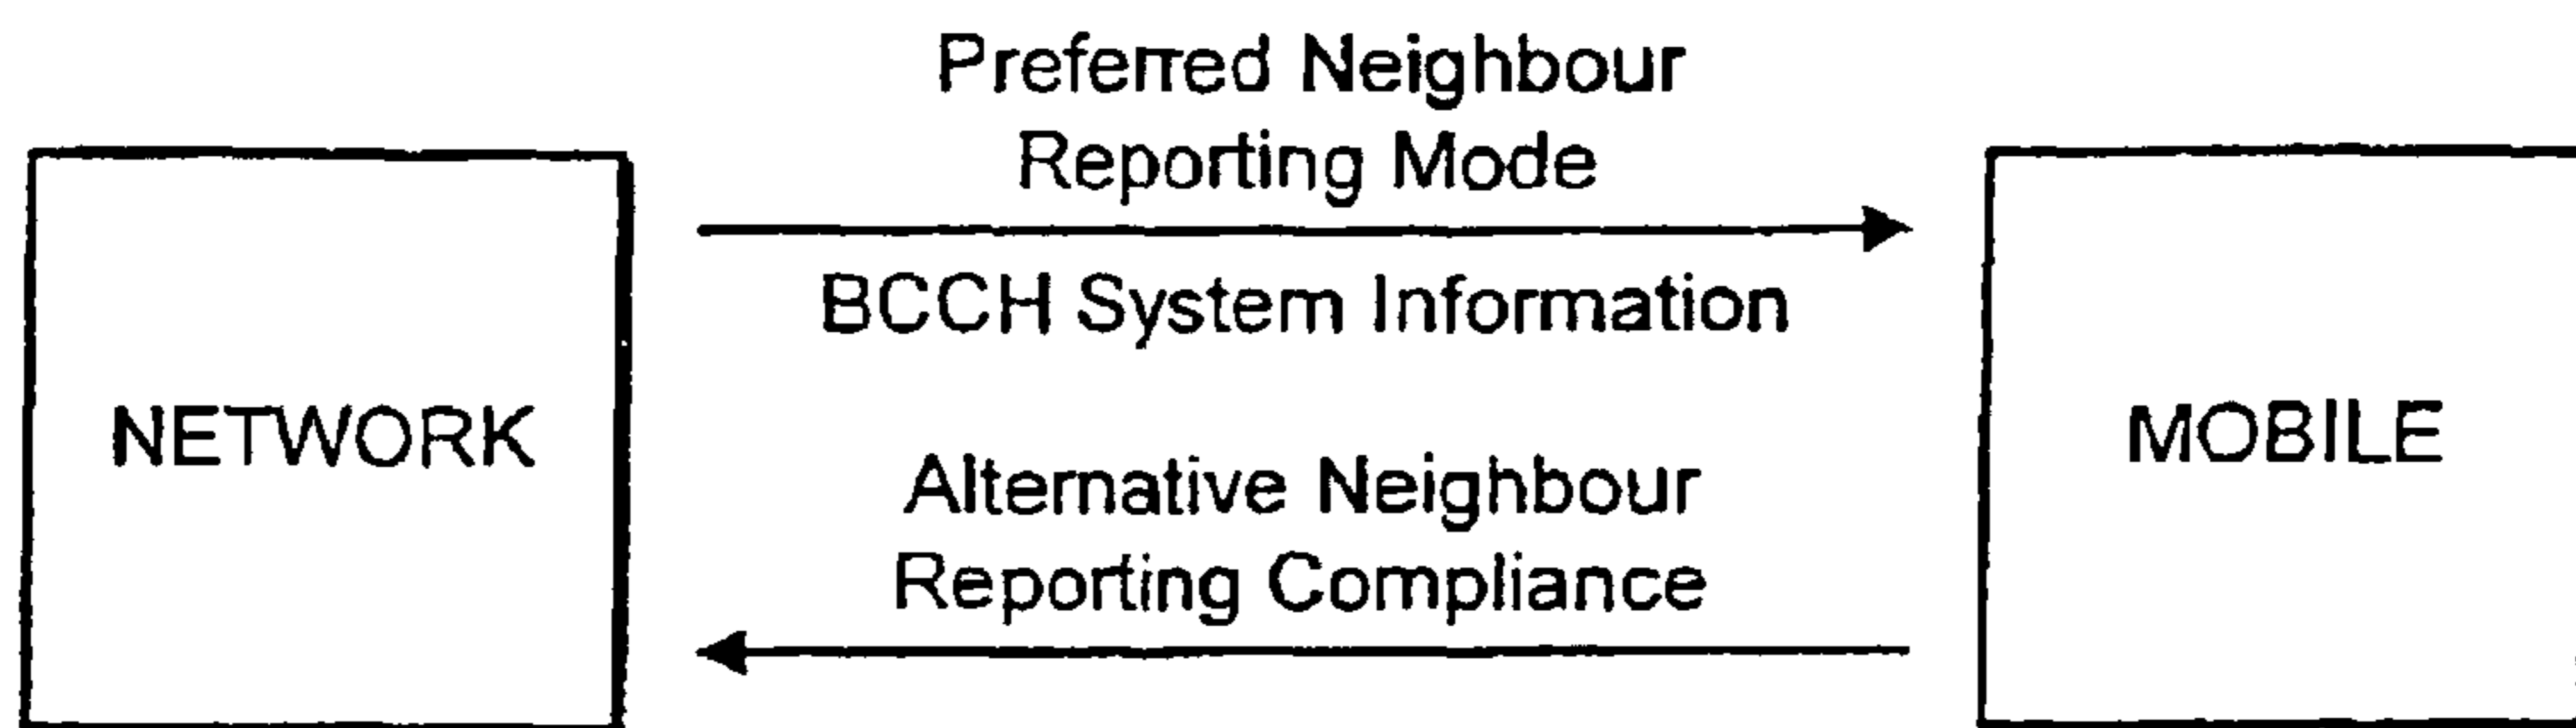 Preferred Neighbour
Reporting Mode
BCCH System Information
NETWORK
MOBILE
Alternative Neighbour
Reporting Compliance